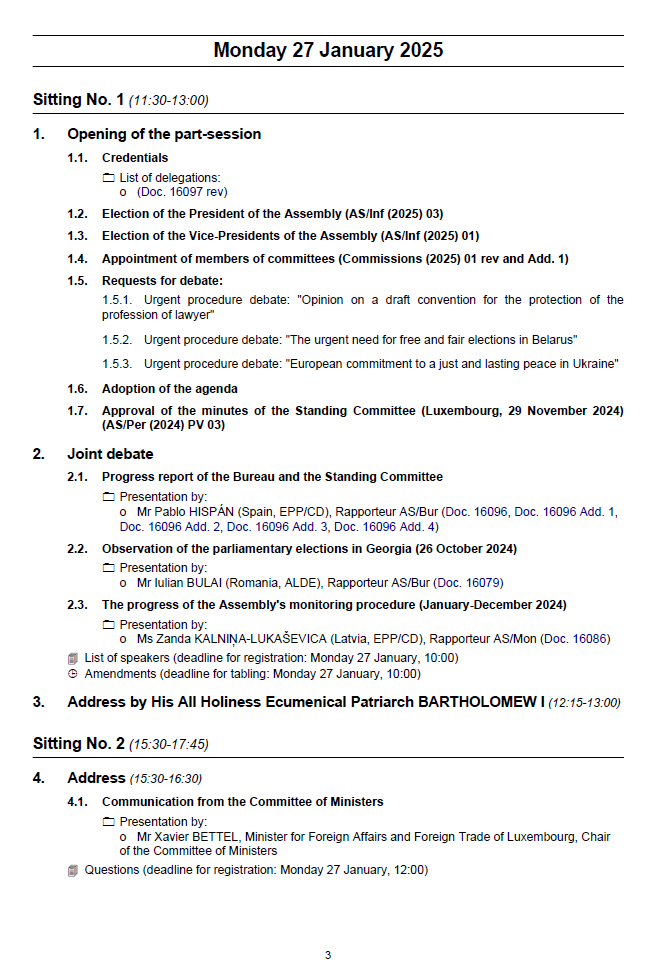 Monday 27 January 2025
Sitting No. 1 (11:30-13:00)
1. Opening of the part-session
1.1. Credentials
List of delegations:
o (Doc. 16097 rev)
1.2. Election of the President of the Assembly (AS/Inf (2025) 03)
1.3. Election of the Vice-Presidents of the Assembly (AS/Inf (2025) 01)
1.4. Appointment of members of committees (Commissions (2025) 01 rev and Add. 1)
1.5. Requests for debate:
1.5.1. Urgent procedure debate: "Opinion on a draft convention for the protection of the
profession of lawyer"
1.5.2. Urgent procedure debate: "The urgent need for free and fair elections in Belarus"
1.5.3. Urgent procedure debate: "European commitment to a just and lasting peace in Ukraine"
1.6. Adoption of the agenda
1.7. Approval of the minutes of the Standing Committee (Luxembourg, 29 November 2024)
(AS/Per (2024) PV 03)
2. Joint debate
2.1. Progress report of the Bureau and the Standing Committee
Presentation by:
o Mr Pablo HISPÁN (Spain, EPP/CD), Rapporteur AS/Bur (Doc. 16096, Doc. 16096 Add. 1,
Doc. 16096 Add. 2, Doc. 16096 Add. 3, Doc. 16096 Add. 4)
2.2. Observation of the parliamentary elections in Georgia (26 October 2024)
Presentation by:
o Mr Iulian BULAI (Romania, ALDE), Rapporteur AS/Bur (Doc. 16079)
2.3. The progress of the Assembly's monitoring procedure (January-December 2024)
Presentation by:
o Ms Zanda KALNIŅA-LUKAŠEVICA (Latvia, EPP/CD), Rapporteur AS/Mon (Doc. 16086)
List of speakers (deadline for registration: Monday 27 January, 10:00)
Amendments (deadline for tabling: Monday 27 January, 10:00)
3. Address by His All Holiness Ecumenical Patriarch BARTHOLOMEW I (12:15-13:00)
Sitting No. 2 (15:30-17:45)
4. Address (15:30-16:30)
4.1. Communication from the Committee of Ministers
Presentation by:
o Mr Xavier BETTEL, Minister for Foreign Affairs and Foreign Trade of Luxembourg, Chair
of the Committee of Ministers
Questions (deadline for registration: Monday 27 January, 12:00)
3